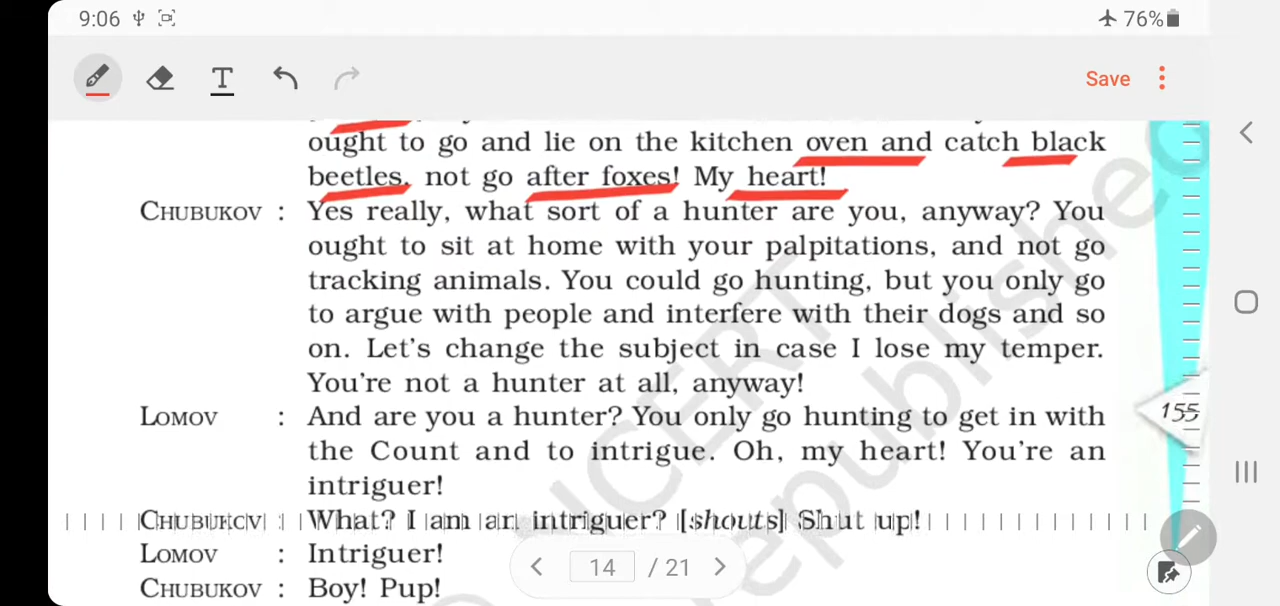 9:06
76%
T
Save
ought to go and lie on the kitchen oven and catch black
beetles, not go after foxes! My heart!
CHUBUKOV : Yes really, what sort of a hunter are you, anyway? You
ought to sit at home with your palpitations, and not go
tracking animals. You could go hunting, but you only go
to argue with people and interfere with their dogs and so
on. Let's change the subject in case I lose my temper.
You're not a hunter at all, anyway!
LOMOV : And are you a hunter? You only go hunting to get in with
the Count and to intrigue. Oh, my heart! You're an
intriguer!
155
CHUBUKOV : What? I am an intriguer? [shouts] Shut up!
LOMOV : Intriguer!
CHUBUKOV : Boy! Pup!
14 / 21
NCERT
republished